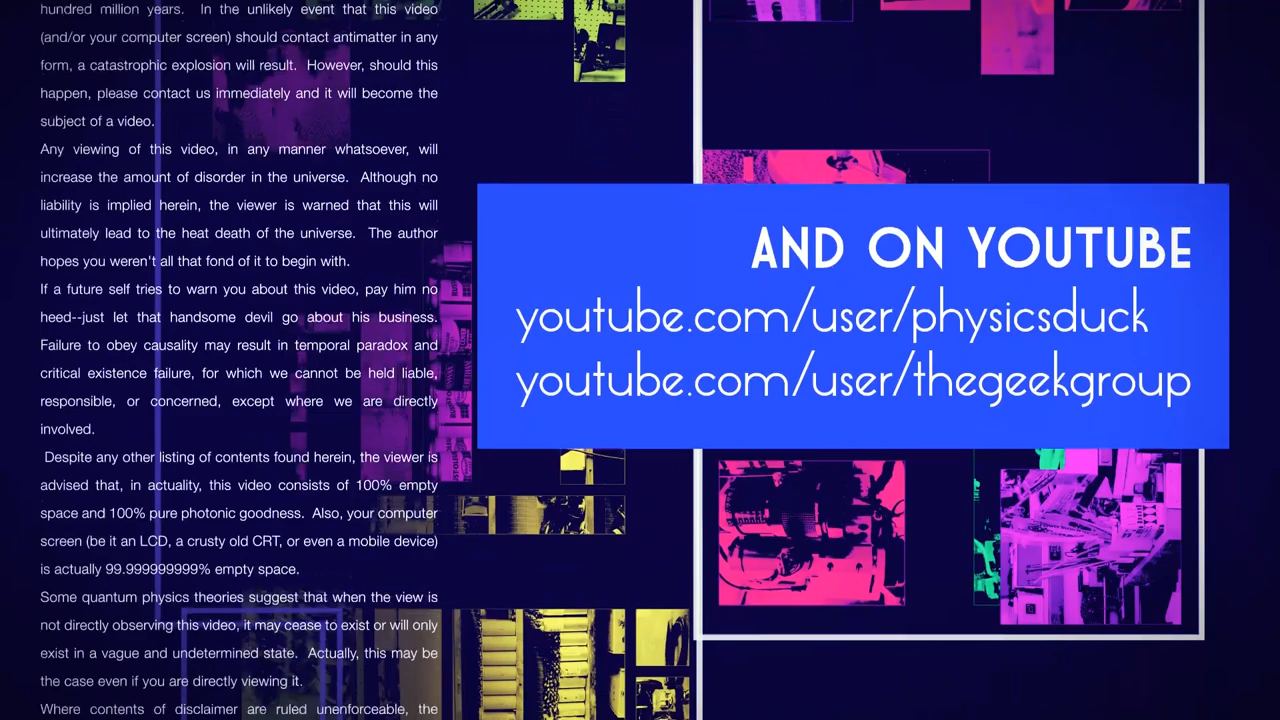 hundred million years. In the unlikely event that this video
(and/or your computer screen) should contact antimatter in any
form, a catastrophic explosion will result. However, should this
happen, please contact us immediately and it will become the
subject of a video.
Any viewing of this video, in any manner whatsoever, will
increase the amount of disorder in the universe. Although no
liability is implied herein, the viewer is warned that this will
ultimately lead to the heat death of the universe. The author
hopes you weren't all that fond of it to begin with.
If a future self tries to warn you about this video, pay him no
heed--just let that handsome devil go about his business.
Failure to obey causality may result in temporal paradox and
critical existence failure, for which we cannot be held liable,
responsible, or concerned, except where we are directly
involved.
Despite any other listing of contents found herein, the viewer is
advised that, in actuality, this video consists of 100% empty
space and 100% pure photonic goodness. Also, your computer
screen (be it an LCD, a crusty old CRT, or even a mobile device)
is actually 99.999999999% empty space.
Some quantum physics theories suggest that when the view is
not directly observing this video, it may cease to exist or will only
exist in a vague and undetermined state. Actually, this may be
the case even if you are directly viewing it.
Where contents of disclaimer are ruled unenforceable, the
AND ON YOUTUBE
youtube.com/user/physicsduck
youtube.com/user/thegeekgroup